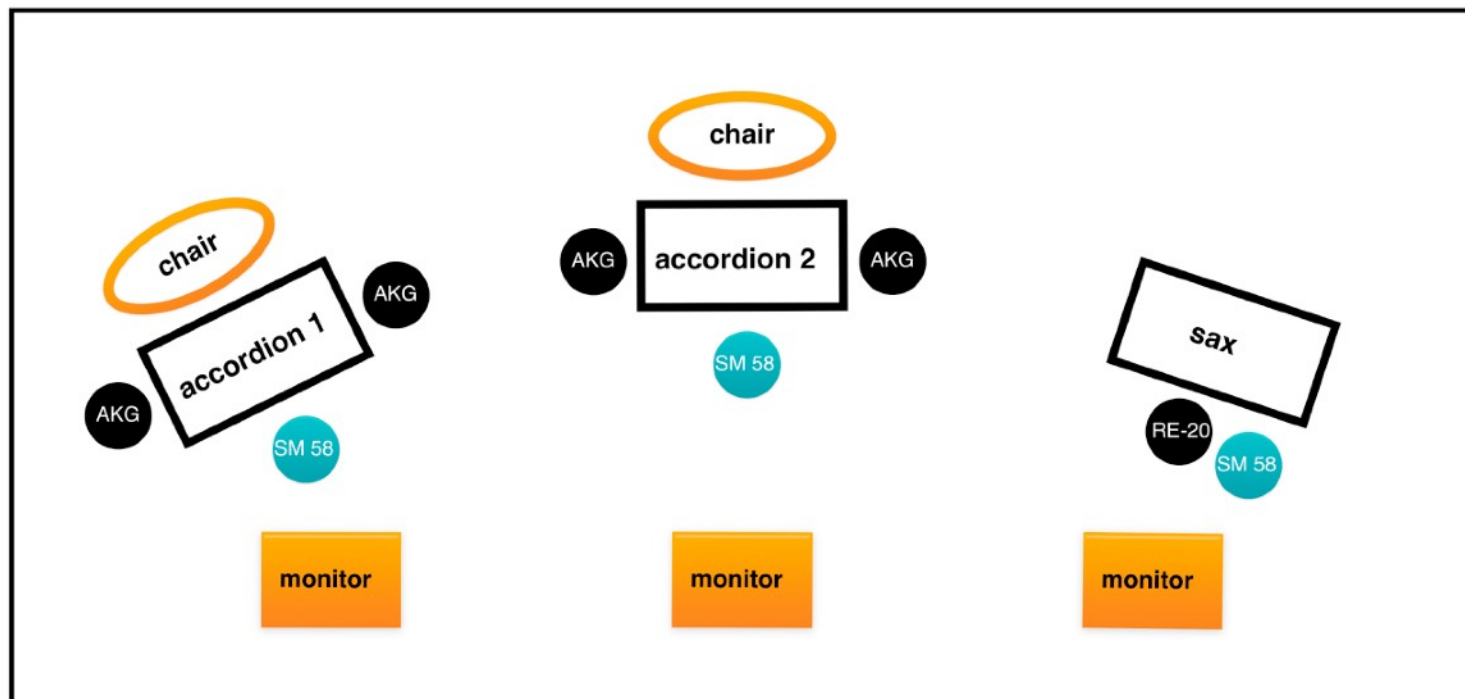 chair
chair
AKG
accordion 2
AKG
AKG
accordion 1
AKG
sax
SM 58
SM 58
RE-20
SM 58
monitor
monitor
monitor